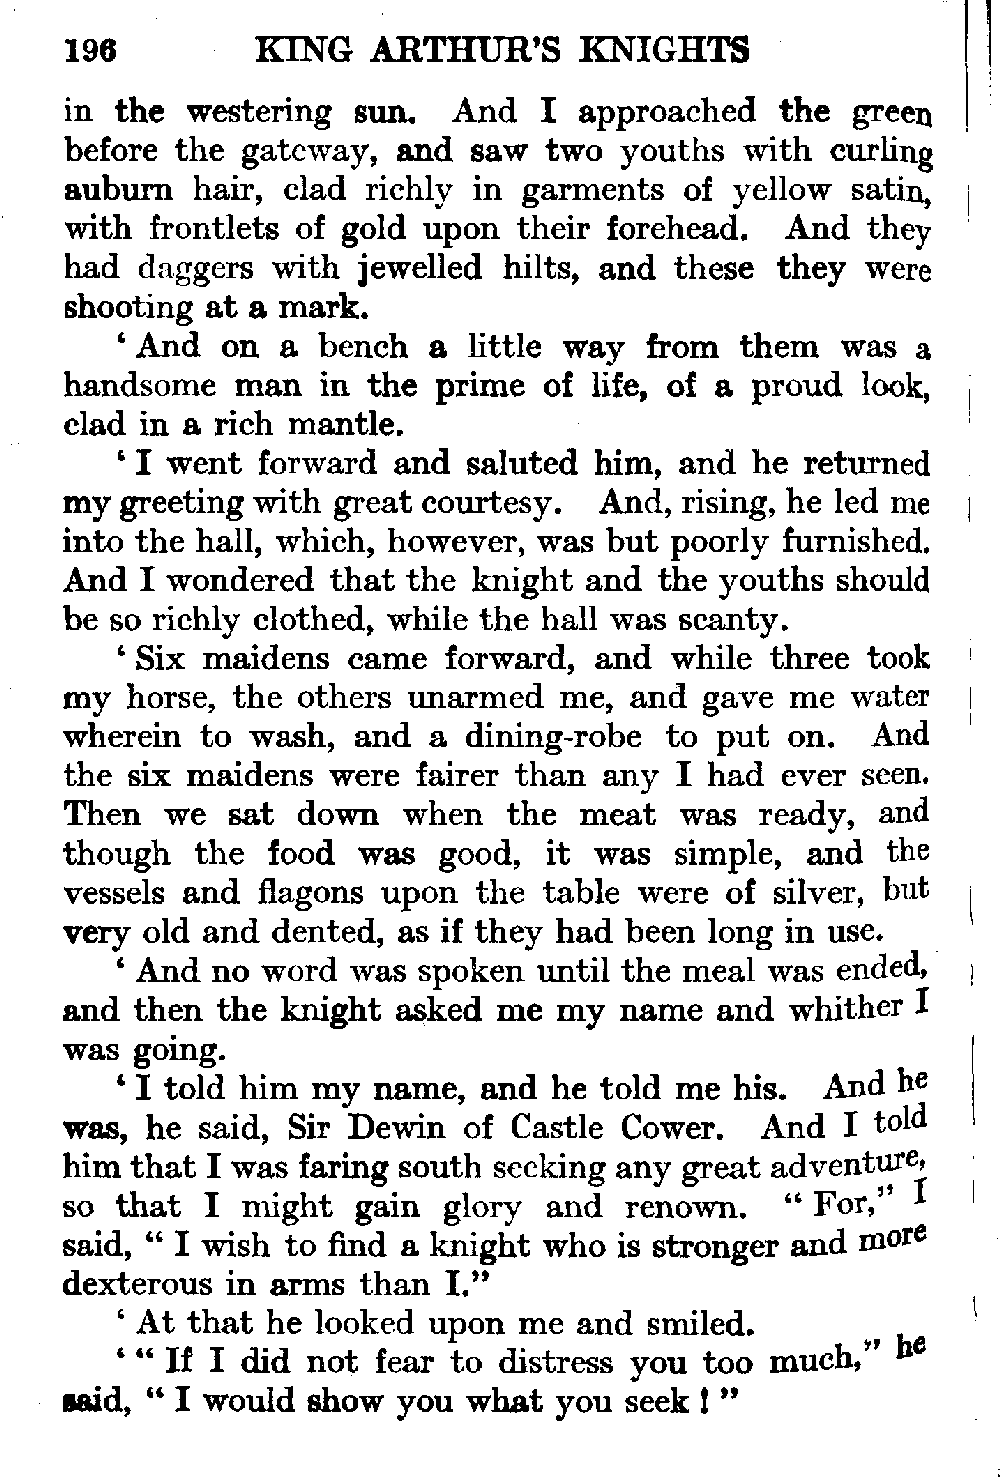 196 KING ARTHUR'S KNIGHTS
in the westering sun. And I approached the green
before the gateway, and saw two youths with curling
auburn hair, clad richly in garments of yellow satin,
with frontlets of gold upon their forehead. And they
had daggers with jewelled hilts, and these they were
shooting at a mark.
‘ And on a bench a little way from them was a
handsome man in the prime of life, of a proud look,
clad in a rich mantle.
‘ I went forward and saluted him, and he returned
my greeting with great courtesy. And, rising, he led me
into the hall, which, however, was but poorly furnished.
And I wondered that the knight and the youths should
be so richly clothed, while the hall was scanty.
‘ Six maidens came forward, and while three took
my horse, the others unarmed me, and gave me water
wherein to wash, and a dining-robe to put on. And
the six maidens were fairer than any I had ever seen.
Then we sat down when the meat was ready, and
though the food was good, it was simple, and the
vessels and flagons upon the table were of silver, but
very old and dented, as if they had been long in use.
‘ And no word was spoken until the meal was ended,
and then the knight asked me my name and whither I
was going.
‘ I told him my name, and he told me his. And he
was, he said, Sir Dewin of Castle Cower. And I told
him that I was faring south seeking any great adventure,
so that I might gain glory and renown. “ For,” I
said, “ I wish to find a knight who is stronger and more
dexterous in arms than I.”
‘ At that he looked upon me and smiled.
‘ “ If I did not fear to distress you too much,” he
said, “ I would show you what you seek ! ”